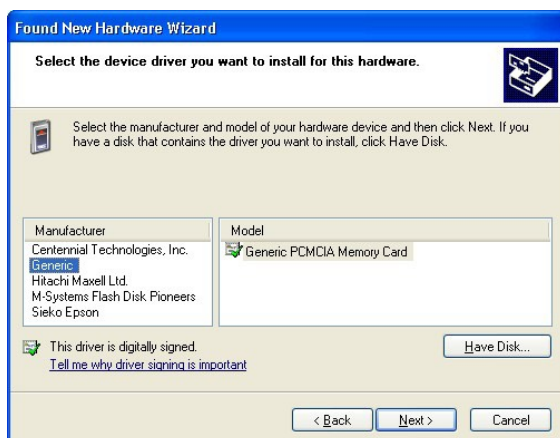 Found New Hardware Wizard
Select the device driver you want to install for this hardware.
Select the manufacturer and model of your hardware device and then click Next. If you
have a disk that contains the driver you want to install, click Have Disk.
Manufacturer
Centennial Technologies, Inc.
Generic
Hitachi Maxell Ltd.
M-Systems Flash Disk Pioneers
Sieko Epson
Model
Generic PCMCIA Memory Card
This driver is digitally signed.
Tell me why driver signing is important
Have Disk...
< Back
Next >
Cancel